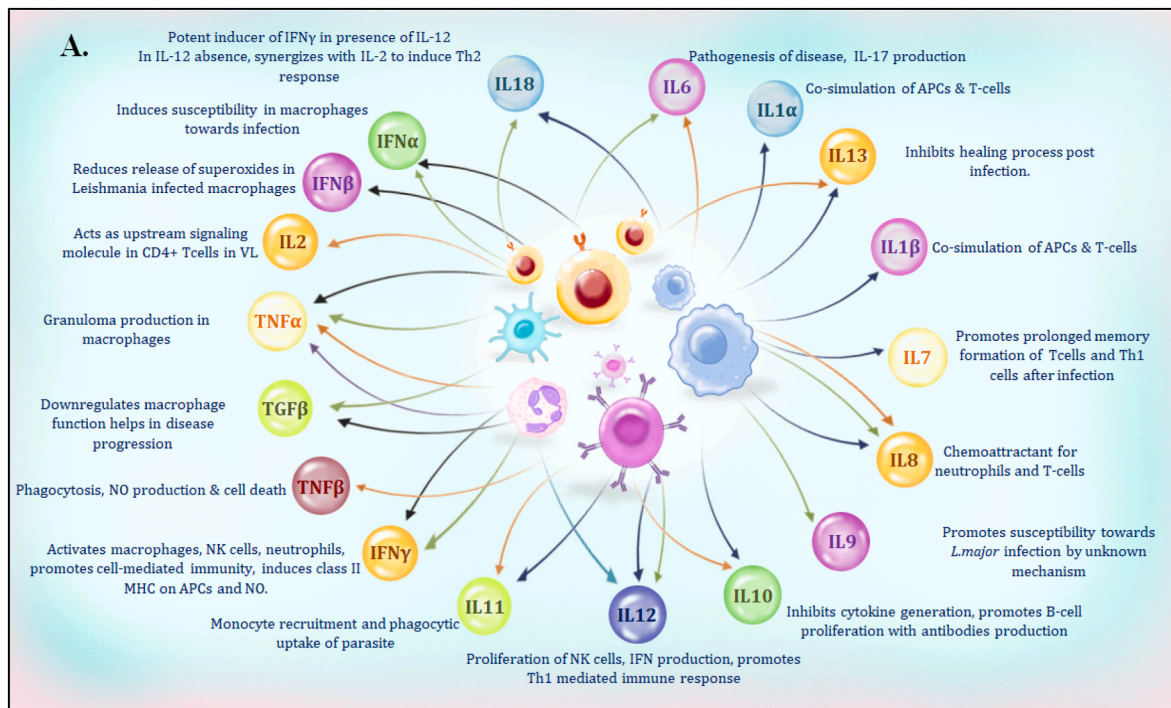 A.
Potent inducer of IFNγ in presence of IL-12
In IL-12 absence, synergizes with IL-2 to induce Th2
response
IL18
Pathogenesis of disease, IL-17 production
IL6
Co-simulation of APCs & T-cells
IL1α
Induces susceptibility in macrophages
towards infection
IFNα
IL13
Inhibits healing process post
infection.
Reduces release of superoxides in
Leishmania infected macrophages
IFNβ
Acts as upstream signaling
molecule in CD4+ Tcells in VL
IL2
IL1β
Co-simulation of APCs & T-cells
Granuloma production in
macrophages
TNFα
IL7
Promotes prolonged memory
formation of Tcells and Th1
cells after infection
Downregulates macrophage
function helps in disease
progression
TGFβ
IL8
Chemoattractant for
neutrophils and T-cells
Phagocytosis, NO production & cell death
TNFβ
IL9
Promotes susceptibility towards
L.major infection by unknown
mechanism
Activates macrophages, NK cells, neutrophils,
promotes cell-mediated immunity, induces class II
MHC on APCs and NO.
IFNγ
IL11
Monocyte recruitment and phagocytic
uptake of parasite
IL12
Proliferation of NK cells, IFN production, promotes
Th1 mediated immune response
IL10
Inhibits cytokine generation, promotes B-cell
proliferation with antibodies production